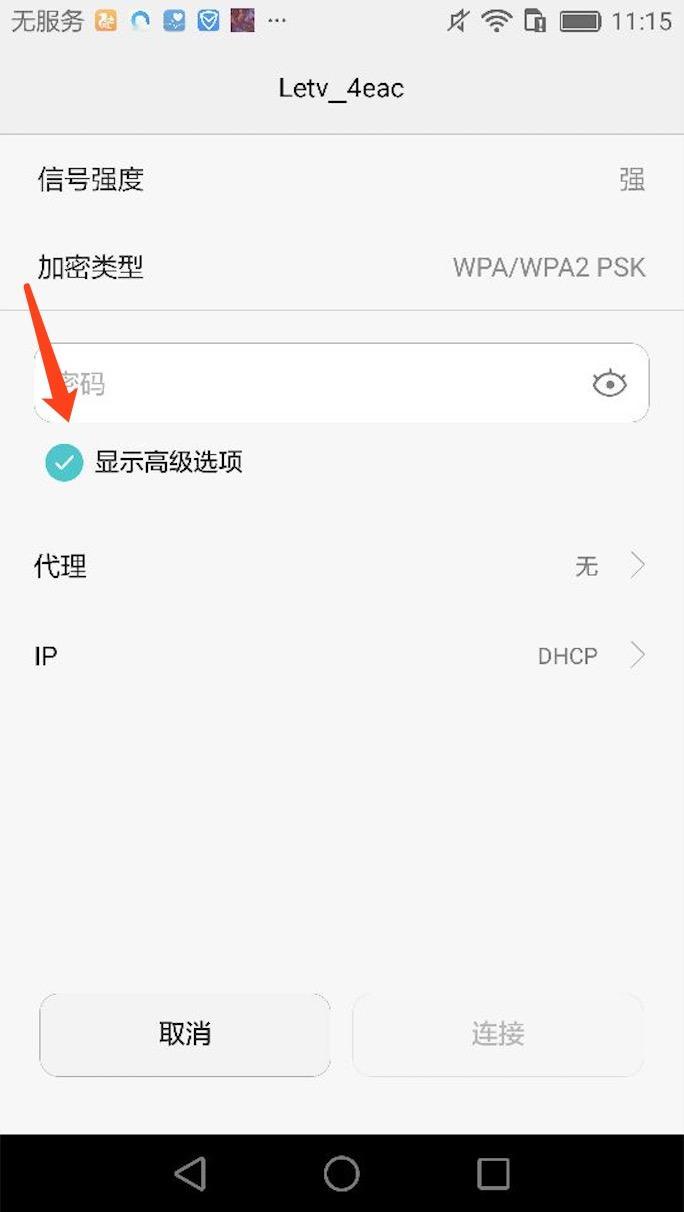 无服务 ··· 11:15
Letv_4eac
信号强度 强
加密类型 WPA/WPA2 PSK
密码
显示高级选项
代理 无
IP DHCP
取消 连接